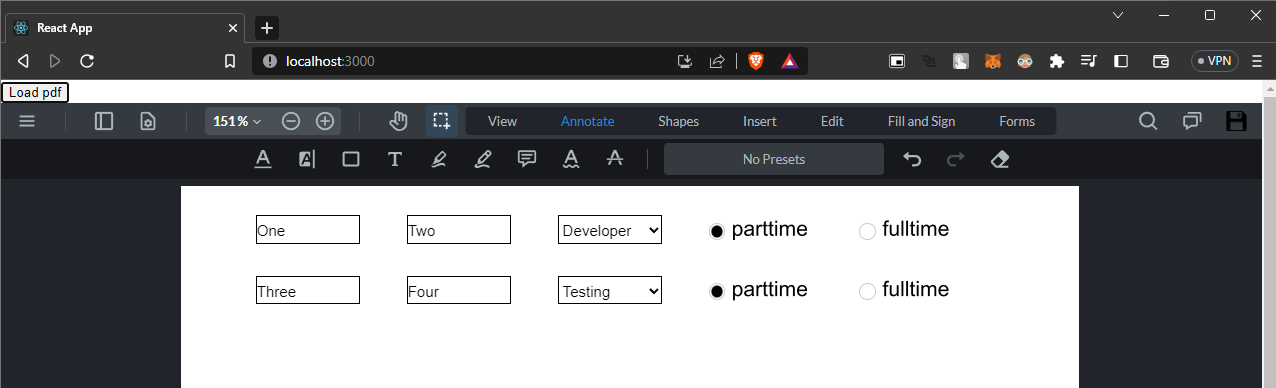 React App
localhost:3000
VPN
Load pdf
151% View Annotate Shapes Insert Edit Fill and Sign Forms
No Presets
One Two Developer parttime fulltime
Three Four Testing parttime fulltime